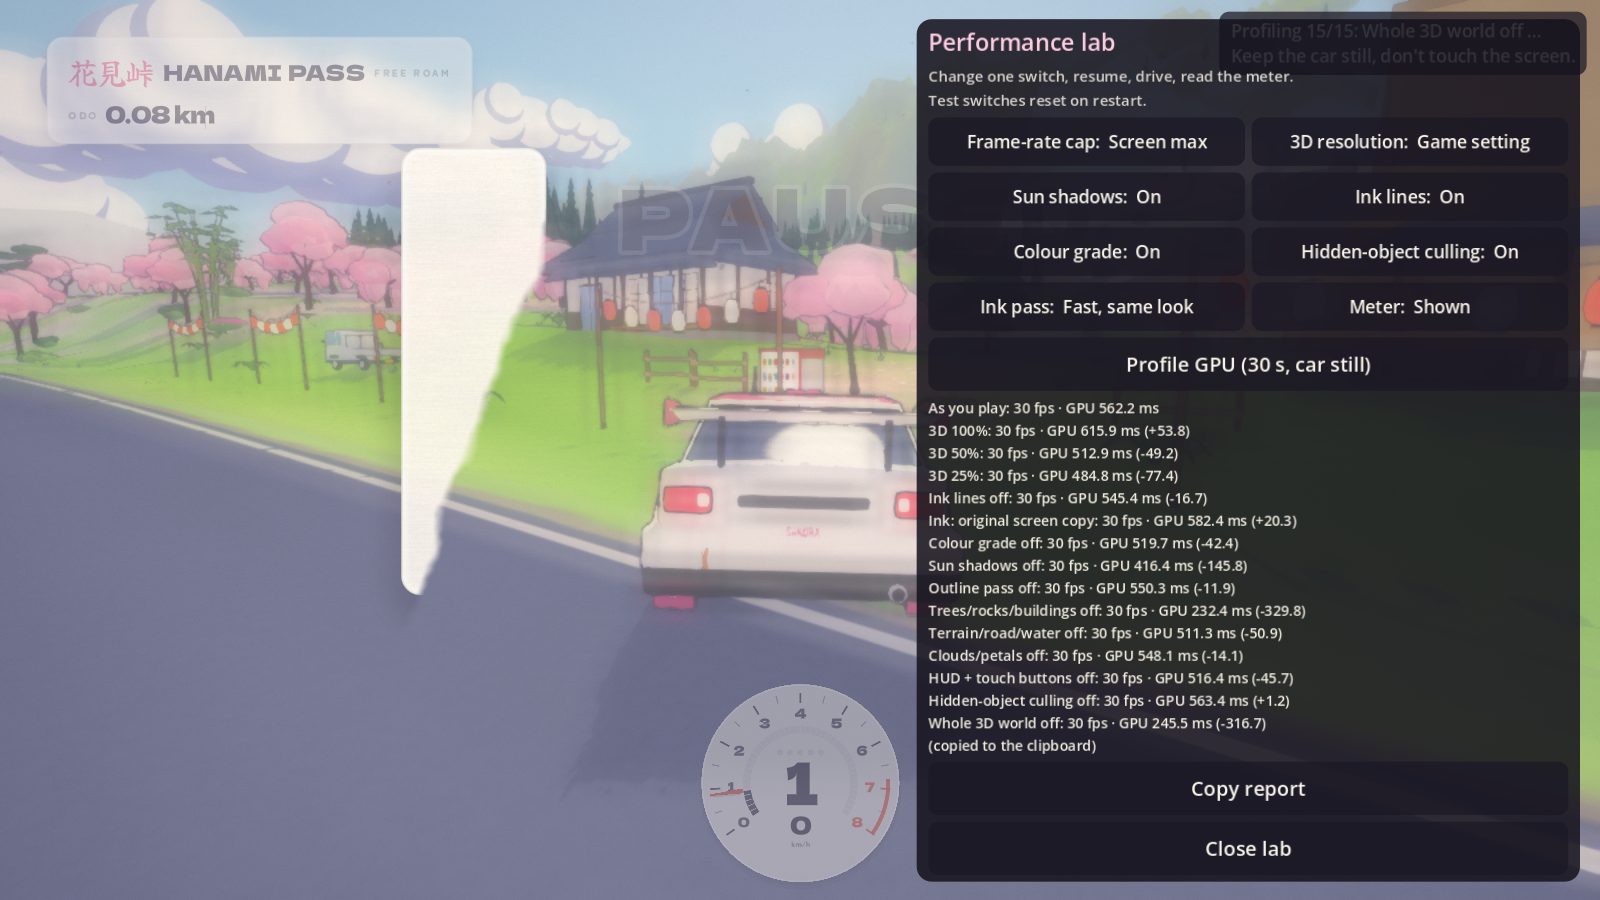 花見峠 HANAMI PASS FREE ROAM
ODO 0.08 km
PAUS
Profiling 15/15: Whole 3D world off ...
Keep the car still, don't touch the screen.
Performance lab
Change one switch, resume, drive, read the meter.
Test switches reset on restart.
Frame-rate cap: Screen max
3D resolution: Game setting
Sun shadows: On
Ink lines: On
Colour grade: On
Hidden-object culling: On
Ink pass: Fast, same look
Meter: Shown
Profile GPU (30 s, car still)
As you play: 30 fps · GPU 562.2 ms
3D 100%: 30 fps · GPU 615.9 ms (+53.8)
3D 50%: 30 fps · GPU 512.9 ms (-49.2)
3D 25%: 30 fps · GPU 484.8 ms (-77.4)
Ink lines off: 30 fps · GPU 545.4 ms (-16.7)
Ink: original screen copy: 30 fps · GPU 582.4 ms (+20.3)
Colour grade off: 30 fps · GPU 519.7 ms (-42.4)
Sun shadows off: 30 fps · GPU 416.4 ms (-145.8)
Outline pass off: 30 fps · GPU 550.3 ms (-11.9)
Trees/rocks/buildings off: 30 fps · GPU 232.4 ms (-329.8)
Terrain/road/water off: 30 fps · GPU 511.3 ms (-50.9)
Clouds/petals off: 30 fps · GPU 548.1 ms (-14.1)
HUD + touch buttons off: 30 fps · GPU 516.4 ms (-45.7)
Hidden-object culling off: 30 fps · GPU 563.4 ms (+1.2)
Whole 3D world off: 30 fps · GPU 245.5 ms (-316.7)
(copied to the clipboard)
Copy report
Close lab
0 1 2 3 4 5 6 7 8
1
0
km/h